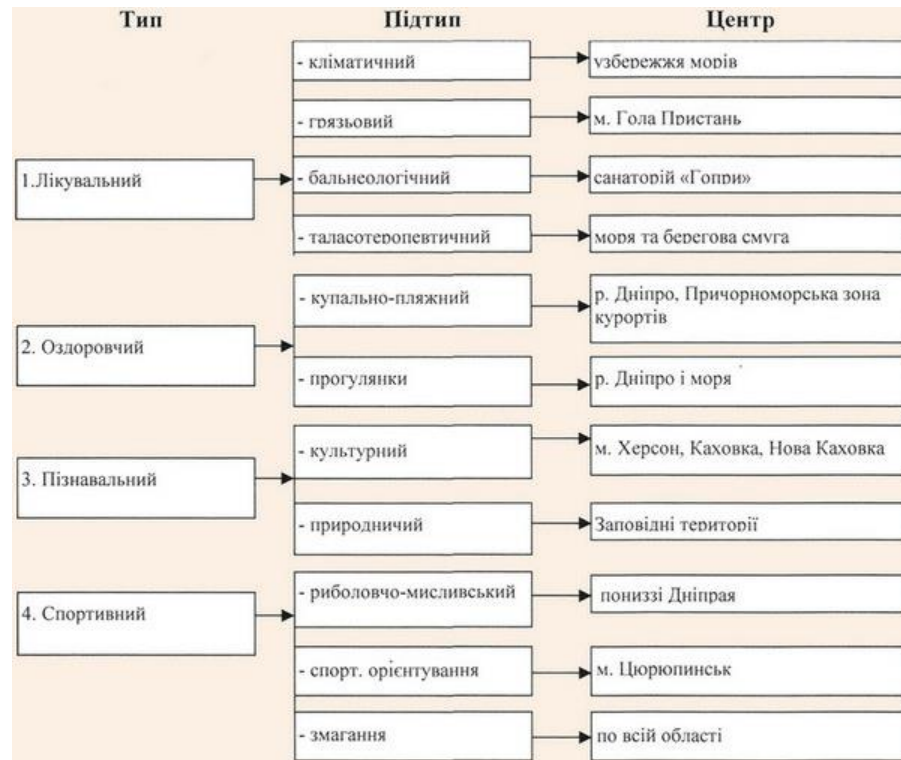 Тип Підтип Центр
- кліматичний узбережжя морів
- грязьовий м. Гола Пристань
1.Лікувальний - бальнеологічний санаторій «Гопри»
- таласотеропевтичний моря та берегова смуга
- купально-пляжний р. Дніпро, Причорноморська зона
курортів
2. Оздоровчий
- прогулянки р. Дніпро і моря
- культурний м. Херсон, Каховка, Нова Каховка
3. Пізнавальний
- природничий Заповідні території
- риболовчо-мисливський пониззі Дніпрая
4. Спортивний
- спорт. орієнтування м. Цюрюпинськ
- змагання по всій області